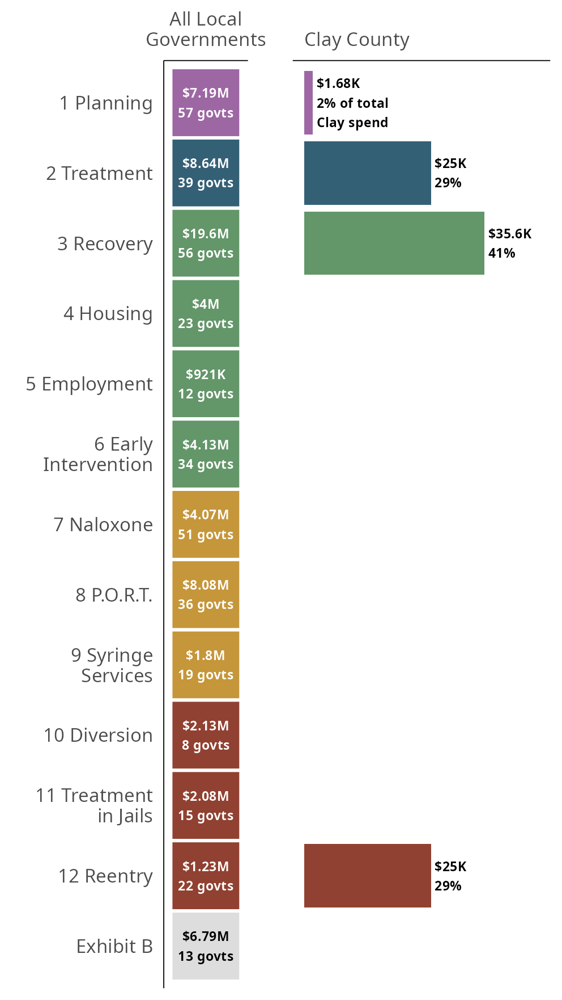 All Local
Governments
Clay County
1 Planning
$7.19M
57 govts
$1.68K
2% of total
Clay spend
2 Treatment
$8.64M
39 govts
$25K
29%
3 Recovery
$19.6M
56 govts
$35.6K
41%
4 Housing
$4M
23 govts
5 Employment
$921K
12 govts
6 Early
Intervention
$4.13M
34 govts
7 Naloxone
$4.07M
51 govts
8 P.O.R.T.
$8.08M
36 govts
9 Syringe
Services
$1.8M
19 govts
10 Diversion
$2.13M
8 govts
11 Treatment
in Jails
$2.08M
15 govts
12 Reentry
$1.23M
22 govts
$25K
29%
Exhibit B
$6.79M
13 govts